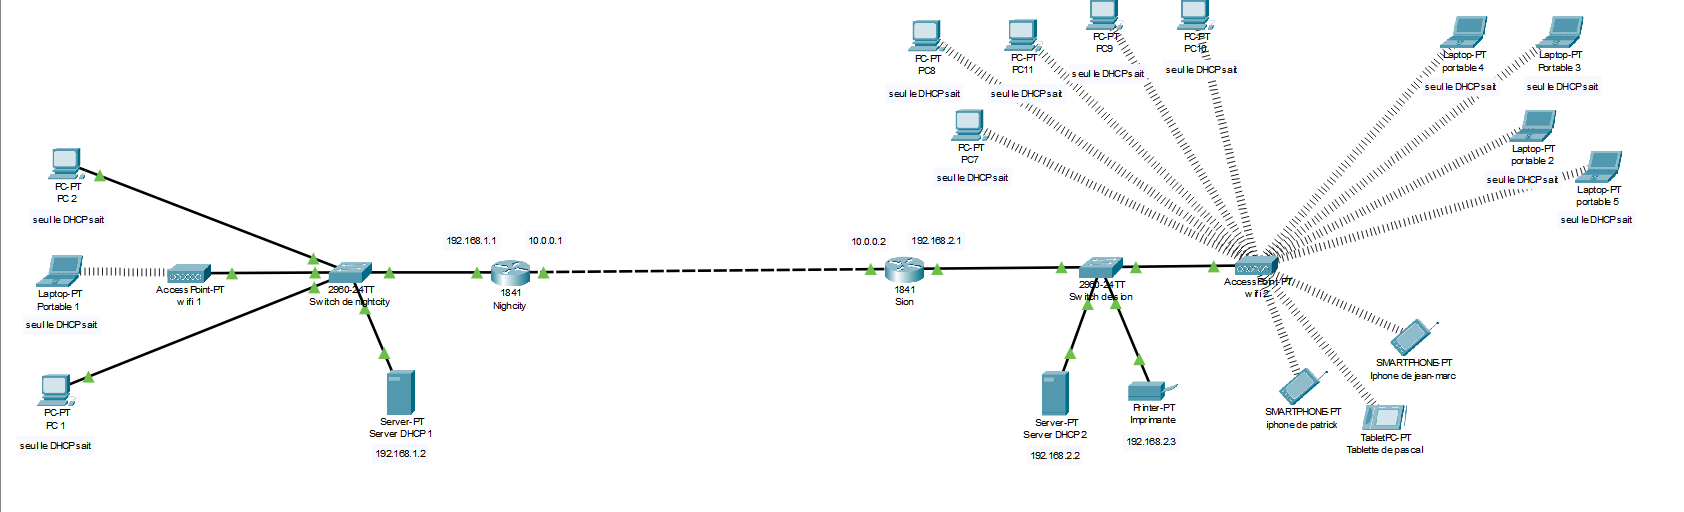 PC-PT
PC 2
seul le DHCP sait
Laptop-PT
Portable 1
seul le DHCP sait
PC-PT
PC 1
seul le DHCP sait
Access Point-PT
wifi 1
2960-24TT
Switch de nightcity
Server-PT
Server DHCP 1
192.168.1.2
192.168.1.1
10.0.0.1
1841
Nighcity
10.0.0.2
192.168.2.1
1841
Sion
2960-24TT
Switch de sion
Server-PT
Server DHCP 2
192.168.2.2
Printer-PT
Imprimante
192.168.2.3
Access Point-PT
wifi 2
PC-PT
PC8
seul le DHCP sait
PC-PT
PC11
seul le DHCP sait
PC-PT
PC9
seul le DHCP sait
PC-PT
PC10
seul le DHCP sait
PC-PT
PC7
seul le DHCP sait
Laptop-PT
portable 4
seul le DHCP sait
Laptop-PT
Portable 3
seul le DHCP sait
Laptop-PT
portable 2
seul le DHCP sait
Laptop-PT
portable 5
seul le DHCP sait
SMARTPHONE-PT
Iphone de jean-marc
SMARTPHONE-PT
iphone de patrick
TabletPC-PT
Tablette de pascal